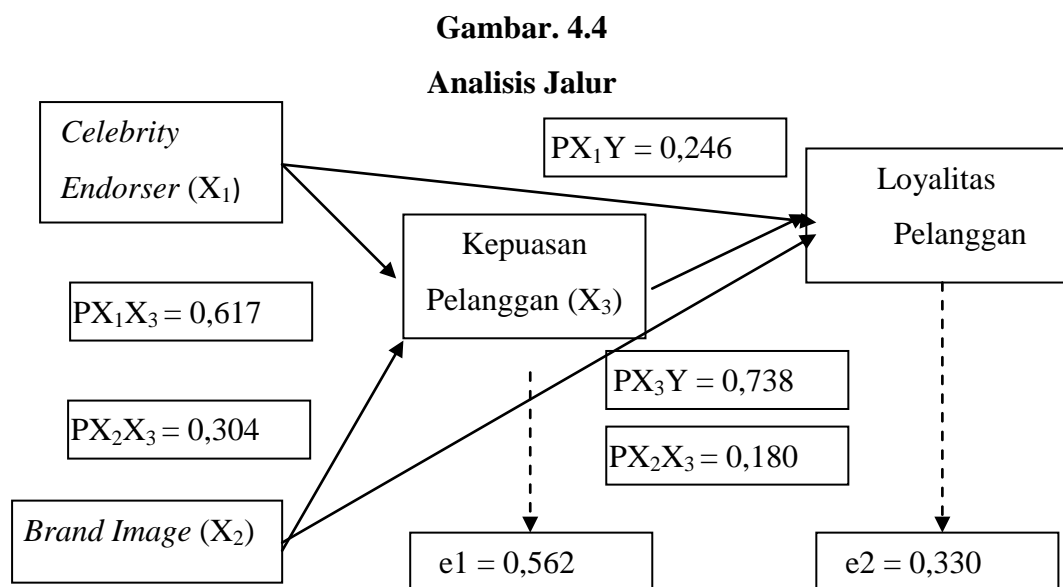 Gambar. 4.4
Analisis Jalur
Celebrity
Endorser (X₁)
PX₁Y = 0,246
Loyalitas
Pelanggan
Kepuasan
Pelanggan (X₃)
PX₁X₃ = 0,617
PX₃Y = 0,738
PX₂X₃ = 0,304
PX₂X₃ = 0,180
Brand Image (X₂)
e1 = 0,562
e2 = 0,330